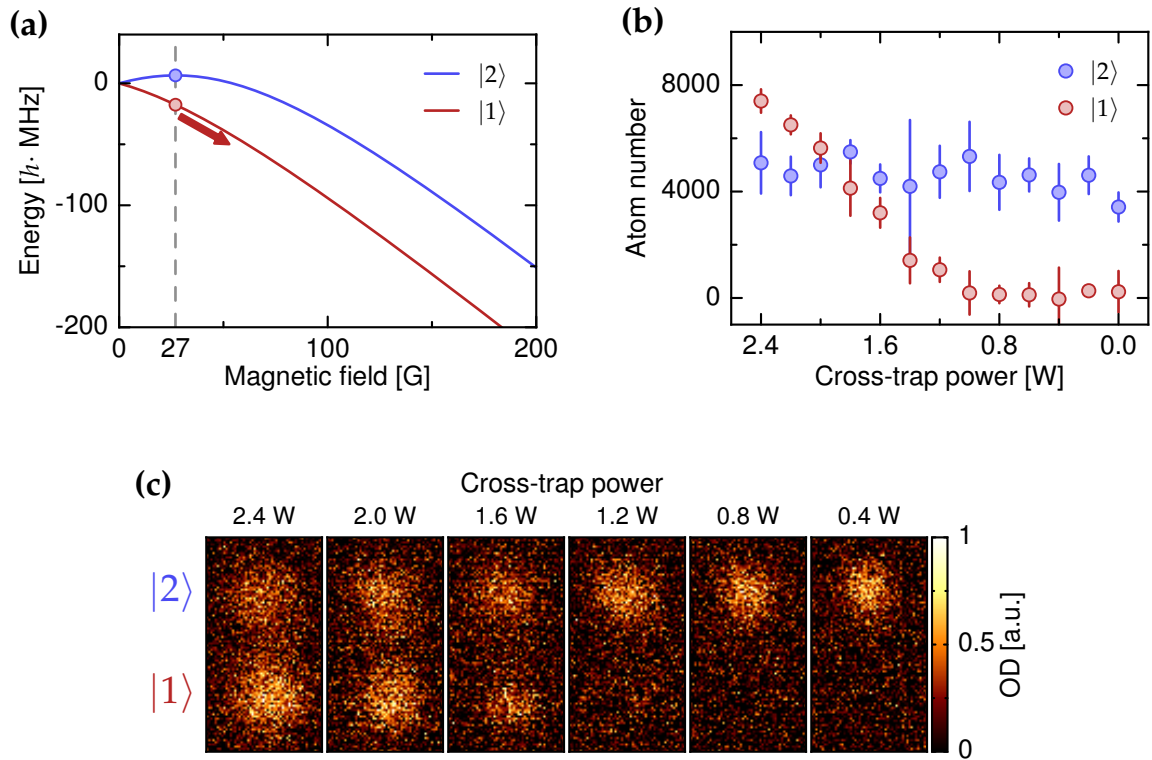 (a)
Energy [h· MHz]
0
-100
-200
|2⟩
|1⟩
0
27
100
200
Magnetic field [G]
(b)
Atom number
8000
4000
0
|2⟩
|1⟩
2.4
1.6
0.8
0.0
Cross-trap power [W]
(c)
Cross-trap power
2.4 W 2.0 W 1.6 W 1.2 W 0.8 W 0.4 W
|2⟩
|1⟩
1
0.5
0
OD [a.u.]